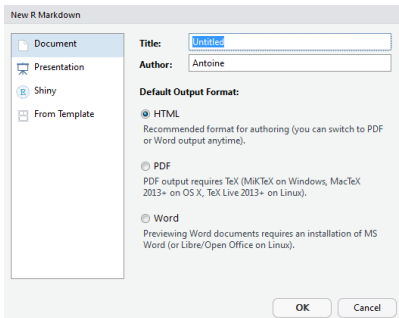 New R Markdown
Document
Presentation
R Shiny
From Template
Title: Untitled
Author: Antoine
Default Output Format:
HTML
Recommended format for authoring (you can switch to PDF
or Word output anytime).
PDF
PDF output requires TeX (MiKTeX on Windows, MacTeX
2013+ on OS X, TeX Live 2013+ on Linux).
Word
Previewing Word documents requires an installation of MS
Word (or Libre/Open Office on Linux).
OK Cancel